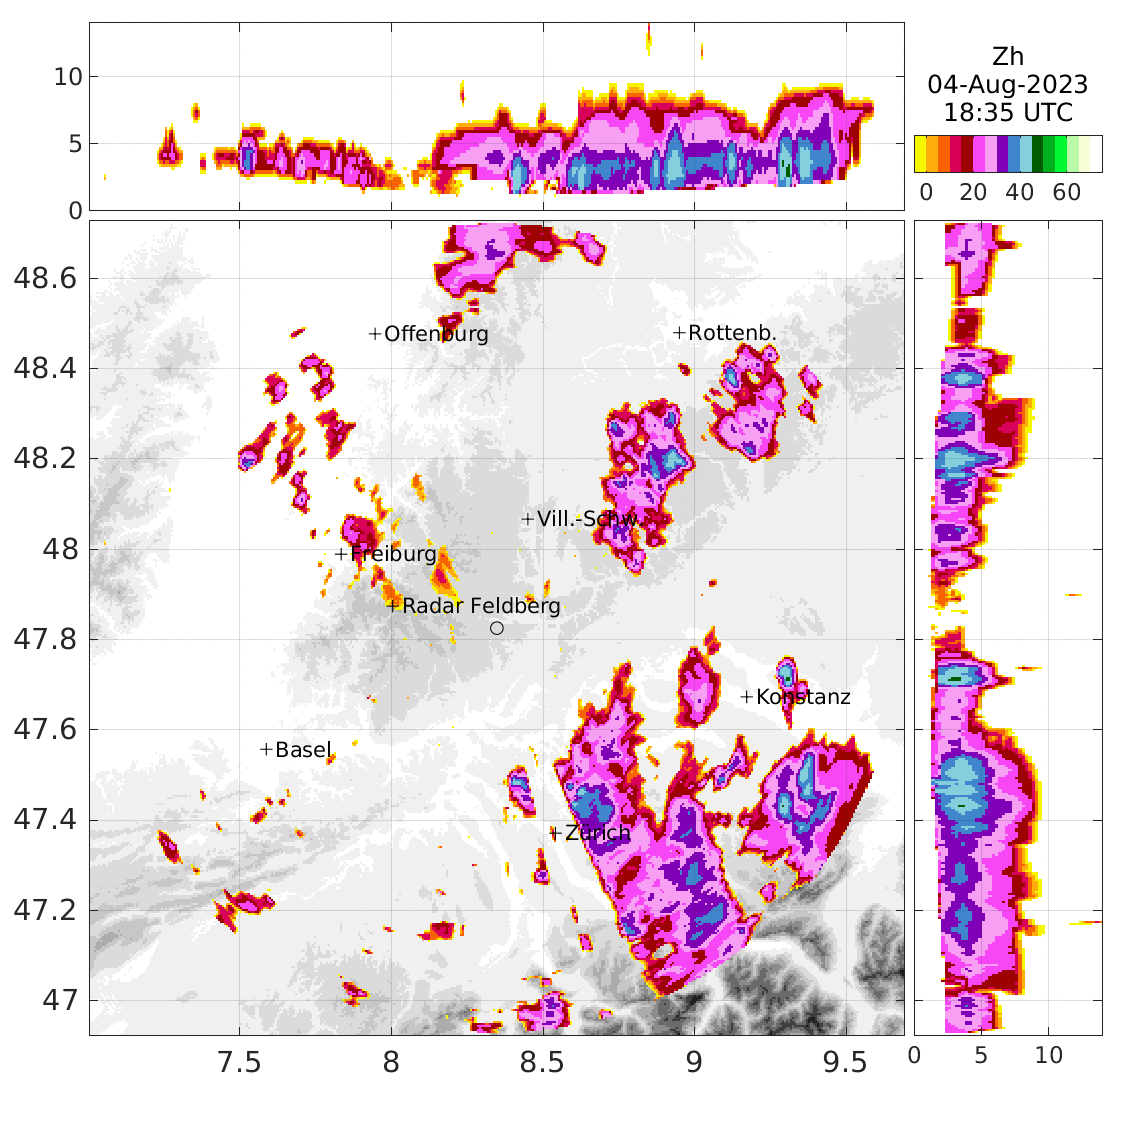 10
5
0
Zh
04-Aug-2023
18:35 UTC
0 20 40 60
48.6
48.4
48.2
48
47.8
47.6
47.4
47.2
47
+Offenburg
+Rottenb.
+Vill.-Schw.
+Freiburg
+Radar Feldberg
+Konstanz
+Basel
+Zürich
7.5 8 8.5 9 9.5
0 5 10